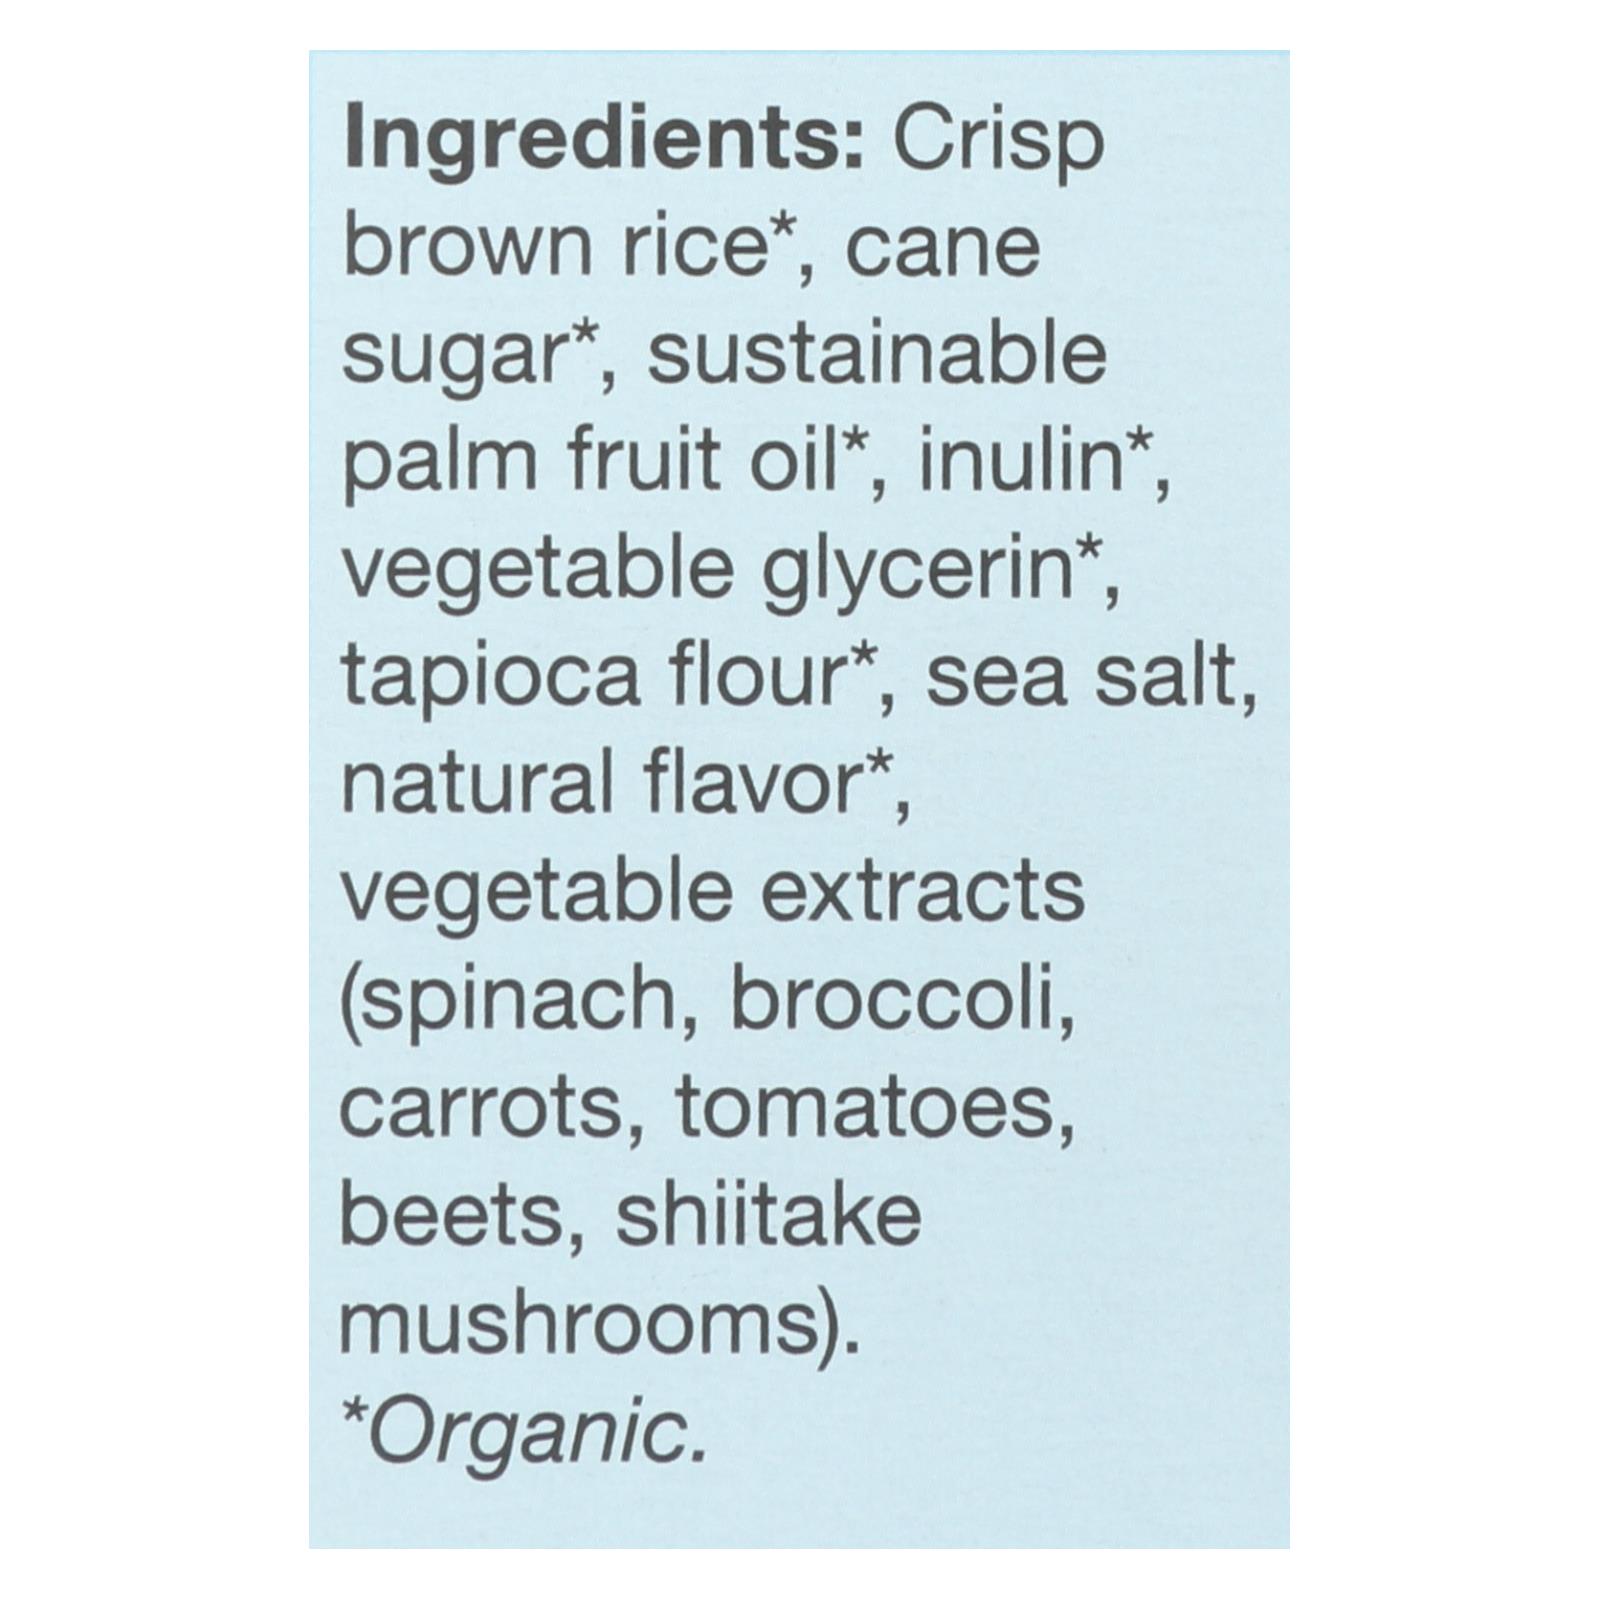 Ingredients: Crisp
brown rice*, cane
sugar*, sustainable
palm fruit oil*, inulin*,
vegetable glycerin*,
tapioca flour*, sea salt,
natural flavor*,
vegetable extracts
(spinach, broccoli,
carrots, tomatoes,
beets, shiitake
mushrooms).
*Organic.